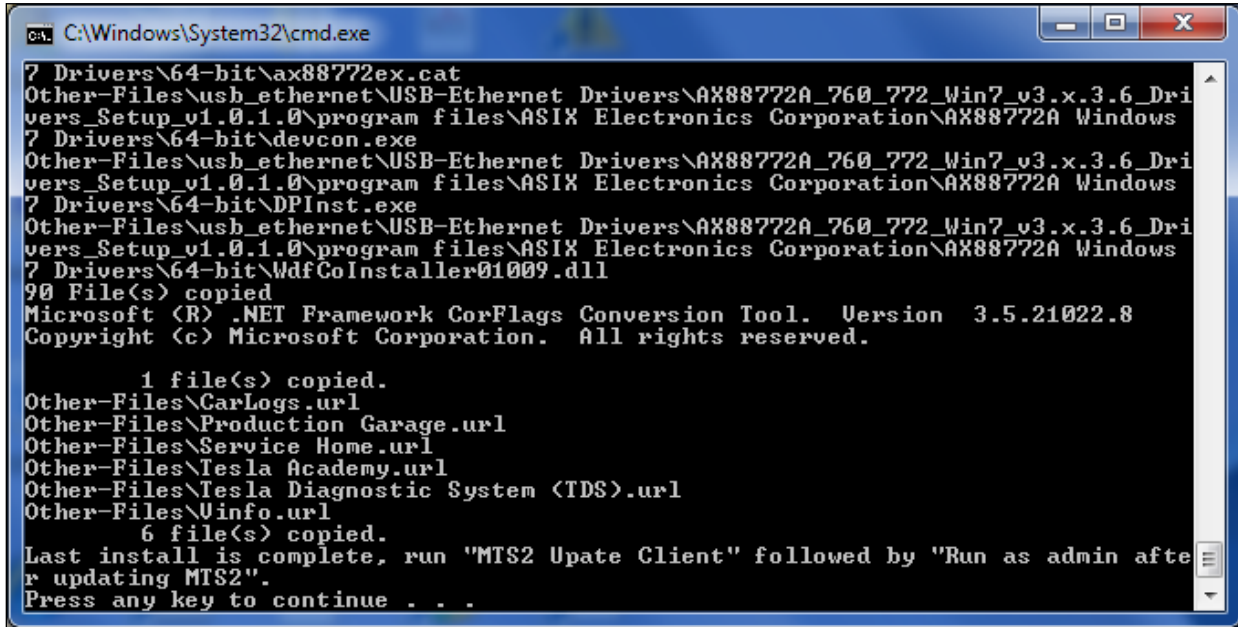 C:\Windows\System32\cmd.exe
7 Drivers\64-bit\ax88772ex.cat
Other-Files\usb_ethernet\USB-Ethernet Drivers\AX88772A_760_772_Win7_v3.x.3.6_Dri
vers_Setup_v1.0.1.0\program files\ASIX Electronics Corporation\AX88772A Windows
7 Drivers\64-bit\devcon.exe
Other-Files\usb_ethernet\USB-Ethernet Drivers\AX88772A_760_772_Win7_v3.x.3.6_Dri
vers_Setup_v1.0.1.0\program files\ASIX Electronics Corporation\AX88772A Windows
7 Drivers\64-bit\DPInst.exe
Other-Files\usb_ethernet\USB-Ethernet Drivers\AX88772A_760_772_Win7_v3.x.3.6_Dri
vers_Setup_v1.0.1.0\program files\ASIX Electronics Corporation\AX88772A Windows
7 Drivers\64-bit\WdfCoInstaller01009.dll
90 File(s) copied
Microsoft (R) .NET Framework CorFlags Conversion Tool.  Version  3.5.21022.8
Copyright (c) Microsoft Corporation.  All rights reserved.
1 file(s) copied.
Other-Files\CarLogs.url
Other-Files\Production Garage.url
Other-Files\Service Home.url
Other-Files\Tesla Academy.url
Other-Files\Tesla Diagnostic System (TDS).url
Other-Files\Vinfo.url
6 file(s) copied.
Last install is complete, run "MTS2 Upate Client" followed by "Run as admin afte
r updating MTS2".
Press any key to continue . . .